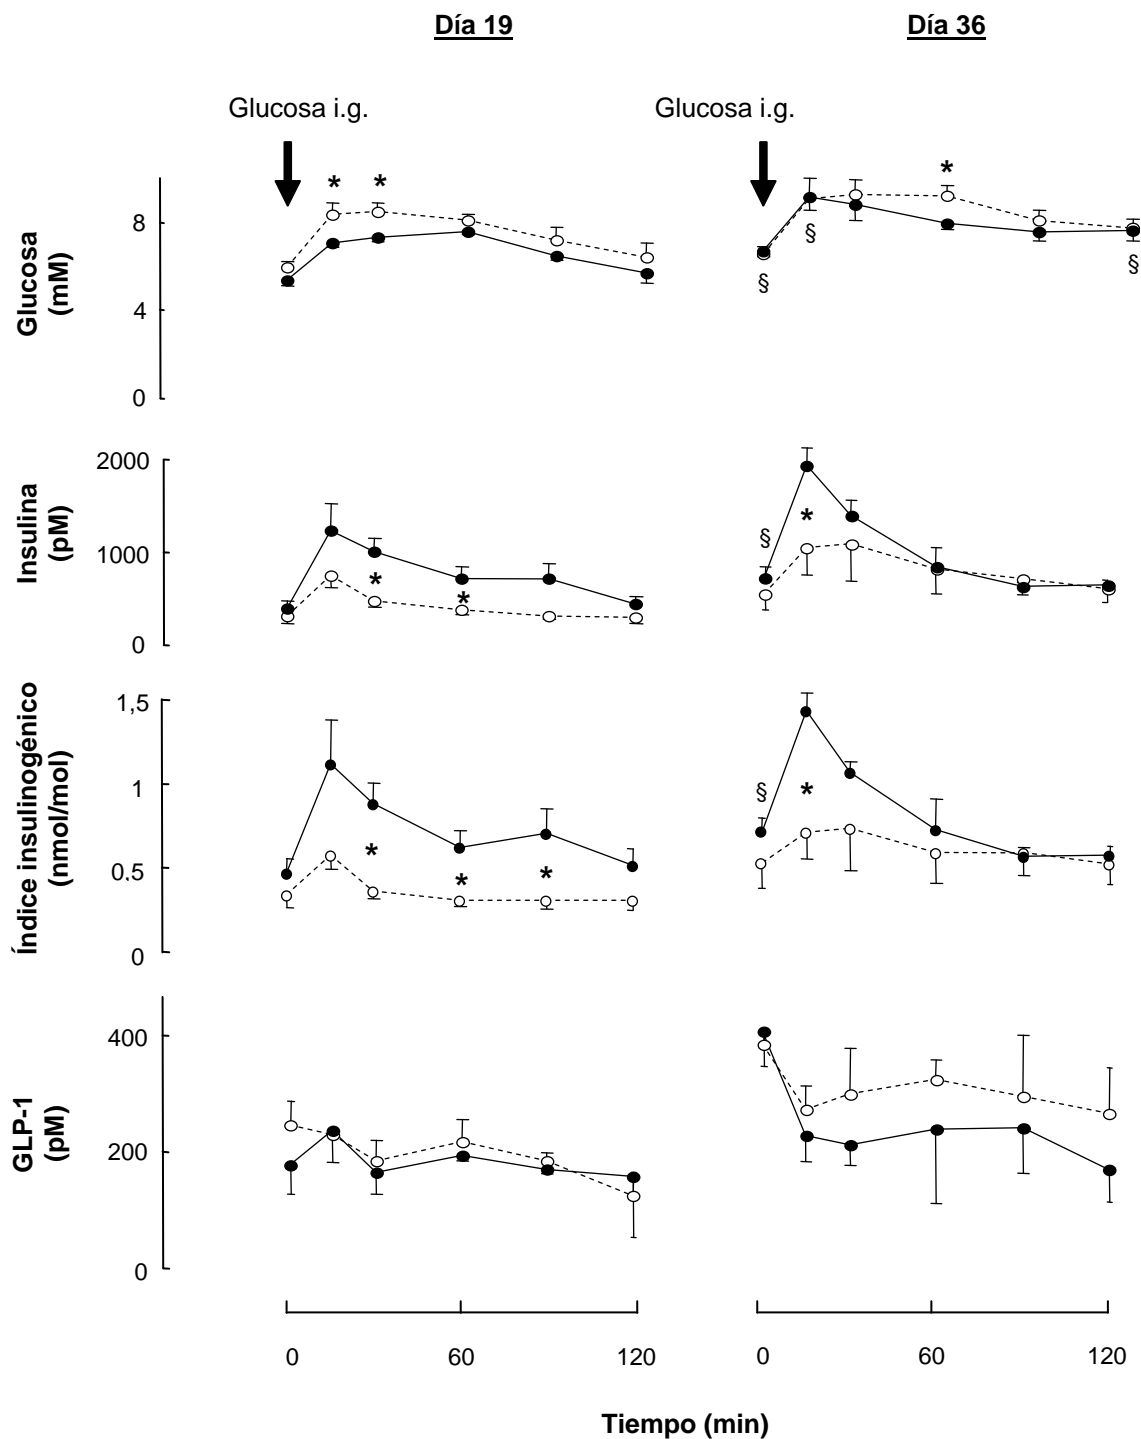 Día 19 Día 36
Glucosa i.g. Glucosa i.g.
* * *
8
§
§ §
4
0
Glucosa
(mM)
2000
*
§
1000
* *
0
Insulina
(pM)
1,5
1
§ *
*
* *
0.5
0
Índice insulinogénico
(nmol/mol)
400
200
0
GLP-1
(pM)
0 60 120 0 60 120
Tiempo (min)